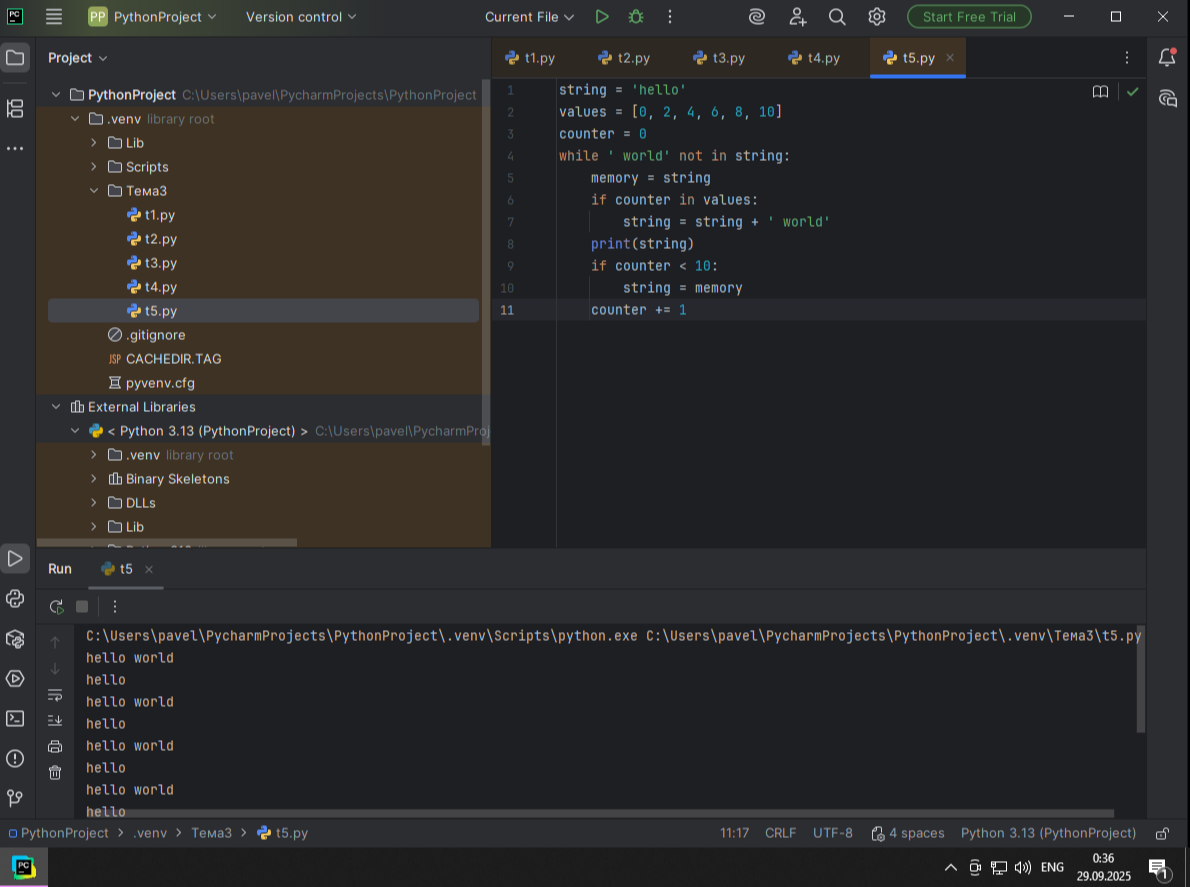 PC PP PythonProject Version control Current File Start Free Trial
Project
t1.py t2.py t3.py t4.py t5.py
PythonProject C:\Users\pavel\PycharmProjects\PythonProject
.venv library root
Lib
Scripts
Тема3
t1.py
t2.py
t3.py
t4.py
t5.py
.gitignore
JSP CACHEDIR.TAG
pyvenv.cfg
External Libraries
< Python 3.13 (PythonProject) > C:\Users\pavel\PycharmProj
.venv library root
Binary Skeletons
DLLs
Lib
1 string = 'hello'
2 values = [0, 2, 4, 6, 8, 10]
3 counter = 0
4 while ' world' not in string:
5 memory = string
6 if counter in values:
7 string = string + ' world'
8 print(string)
9 if counter < 10:
10 string = memory
11 counter += 1
Run t5
C:\Users\pavel\PycharmProjects\PythonProject\.venv\Scripts\python.exe C:\Users\pavel\PycharmProjects\PythonProject\.venv\Тема3\t5.py
hello world
hello
hello world
hello
hello world
hello
hello world
hello
PythonProject > .venv > Тема3 > t5.py 11:17 CRLF UTF-8 4 spaces Python 3.13 (PythonProject)
PC ENG 0:36
29.09.2025 1